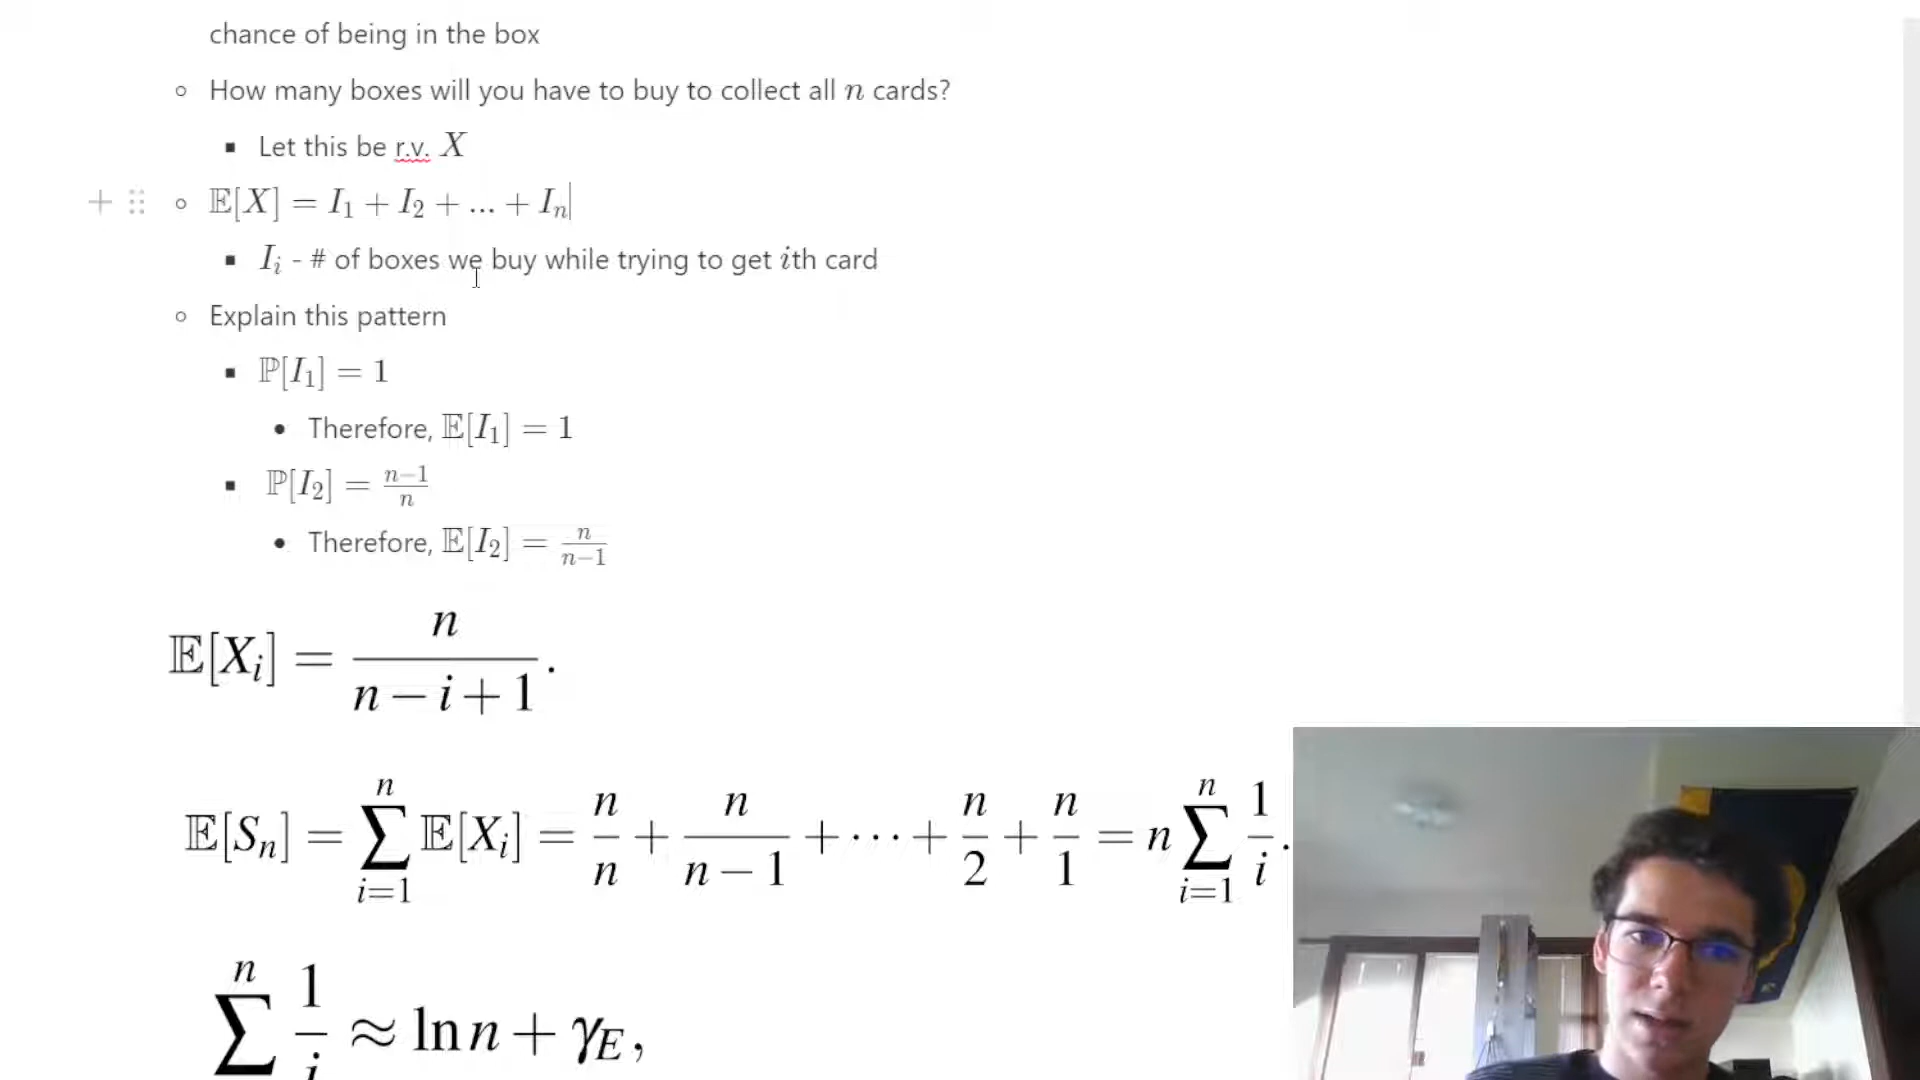 chance of being in the box
How many boxes will you have to buy to collect all n cards?
Let this be r.v. X
𝔼[X] = I₁ + I₂ + ... + Iₙ
Iᵢ - # of boxes we buy while trying to get ith card
Explain this pattern
ℙ[I₁] = 1
Therefore, 𝔼[I₁] = 1
ℙ[I₂] = (n−1)/n
Therefore, 𝔼[I₂] = n/(n−1)
𝔼[Xᵢ] = n/(n − i + 1).
𝔼[Sₙ] = ∑_{i=1}^{n} 𝔼[Xᵢ] = n/n + n/(n − 1) + ⋯ + n/2 + n/1 = n ∑_{i=1}^{n} 1/i.
∑^{n} 1/i ≈ ln n + γ_E,